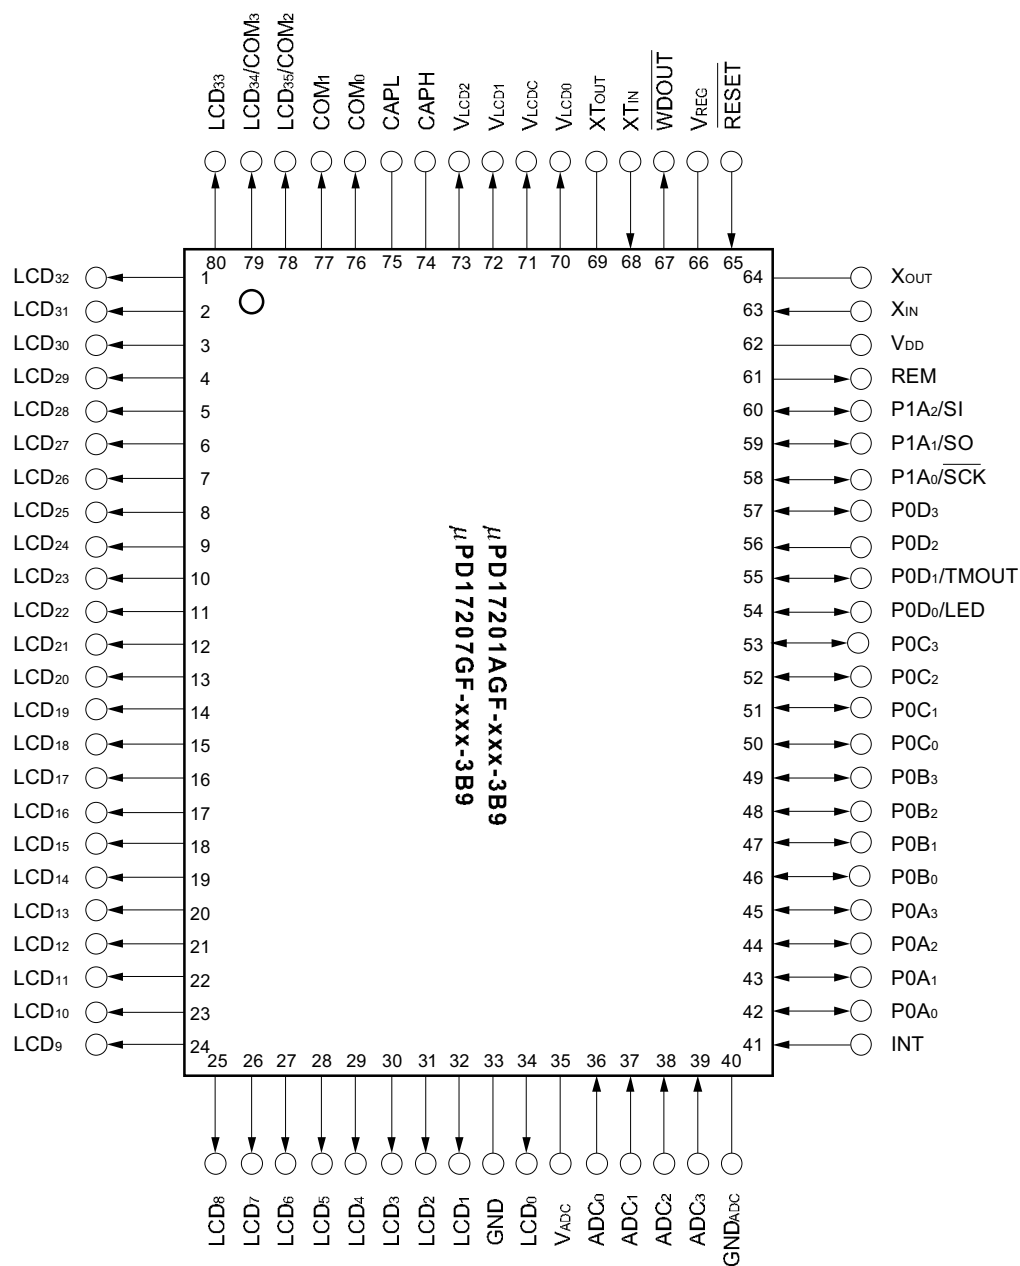 LCD33
LCD34/COM3
LCD35/COM2
COM1
COM0
CAPL
CAPH
VLCD2
VLCD1
VLCDC
VLCD0
XTOUT
XTIN
WDOUT
VREG
RESET
80 79 78 77 76 75 74 73 72 71 70 69 68 67 66 65
LCD32 1 64 XOUT
LCD31 2 63 XIN
LCD30 3 62 VDD
LCD29 4 61 REM
LCD28 5 60 P1A2/SI
LCD27 6 59 P1A1/SO
LCD26 7 58 P1A0/SCK
LCD25 8 57 P0D3
LCD24 9 56 P0D2
LCD23 10 55 P0D1/TMOUT
LCD22 11 54 P0D0/LED
LCD21 12 53 P0C3
LCD20 13 52 P0C2
LCD19 14 51 P0C1
LCD18 15 50 P0C0
LCD17 16 49 P0B3
LCD16 17 48 P0B2
LCD15 18 47 P0B1
LCD14 19 46 P0B0
LCD13 20 45 P0A3
LCD12 21 44 P0A2
LCD11 22 43 P0A1
LCD10 23 42 P0A0
LCD9 24 41 INT
μPD17201AGF-xxx-3B9
μPD17207GF-xxx-3B9
25 26 27 28 29 30 31 32 33 34 35 36 37 38 39 40
LCD8
LCD7
LCD6
LCD5
LCD4
LCD3
LCD2
LCD1
GND
LCD0
VADC
ADC0
ADC1
ADC2
ADC3
GNDADC